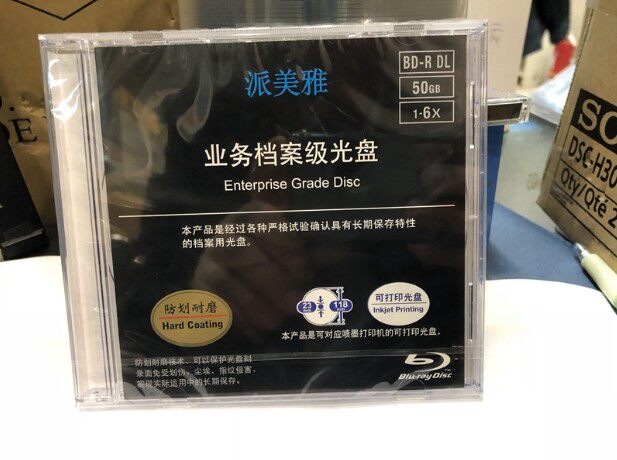 派美雅
BD-R DL
50GB
1-6X
业务档案级光盘
Enterprise Grade Disc
本产品是经过各种严格试验确认具有长期保存特性
的档案用光盘。
防划耐磨
Hard Coating
23
118
可打印光盘
Inkjet Printing
本产品是可对应喷墨打印机的可打印光盘。
防划耐磨技术、可以保护光盘刻
录面免受划伤、尘埃、指纹侵害、
实现实际运用中的长期保存。
Blu-ray Disc
SO
DSC-H30
Qty/Qté 2
DE